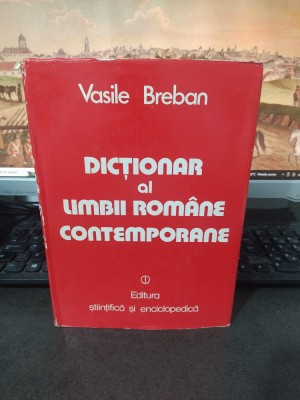 Vasile Breban
DICȚIONAR
al
LIMBII ROMÂNE
CONTEMPORANE
Editura
științifică și enciclopedică